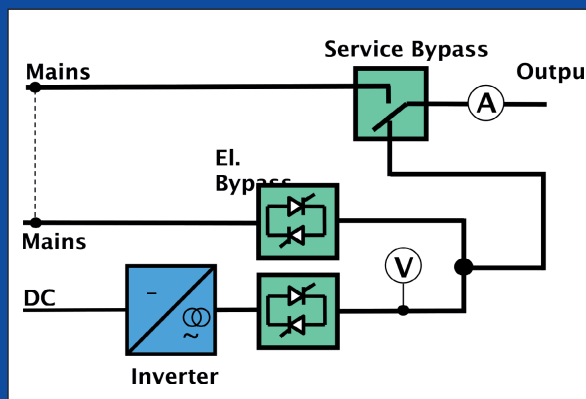 Service Bypass
Mains
Outpu
A
El.
Bypass
Mains
V
DC
Inverter